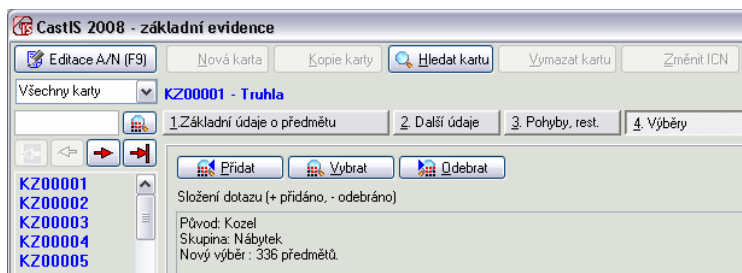 CastIS 2008 - základní evidence
Editace A/N (F9) Nová karta Kopie karty Hledat kartu Vymazat kartu Změnit ICN
Všechny karty KZ00001 - Truhla
1.Základní údaje o předmětu 2. Další údaje 3. Pohyby, rest. 4. Výběry
Přidat Vybrat Odebrat
KZ00001
KZ00002
KZ00003
KZ00004
KZ00005
Složení dotazu (+ přidáno, - odebráno)
Původ: Kozel
Skupina: Nábytek
Nový výběr : 336 předmětů.